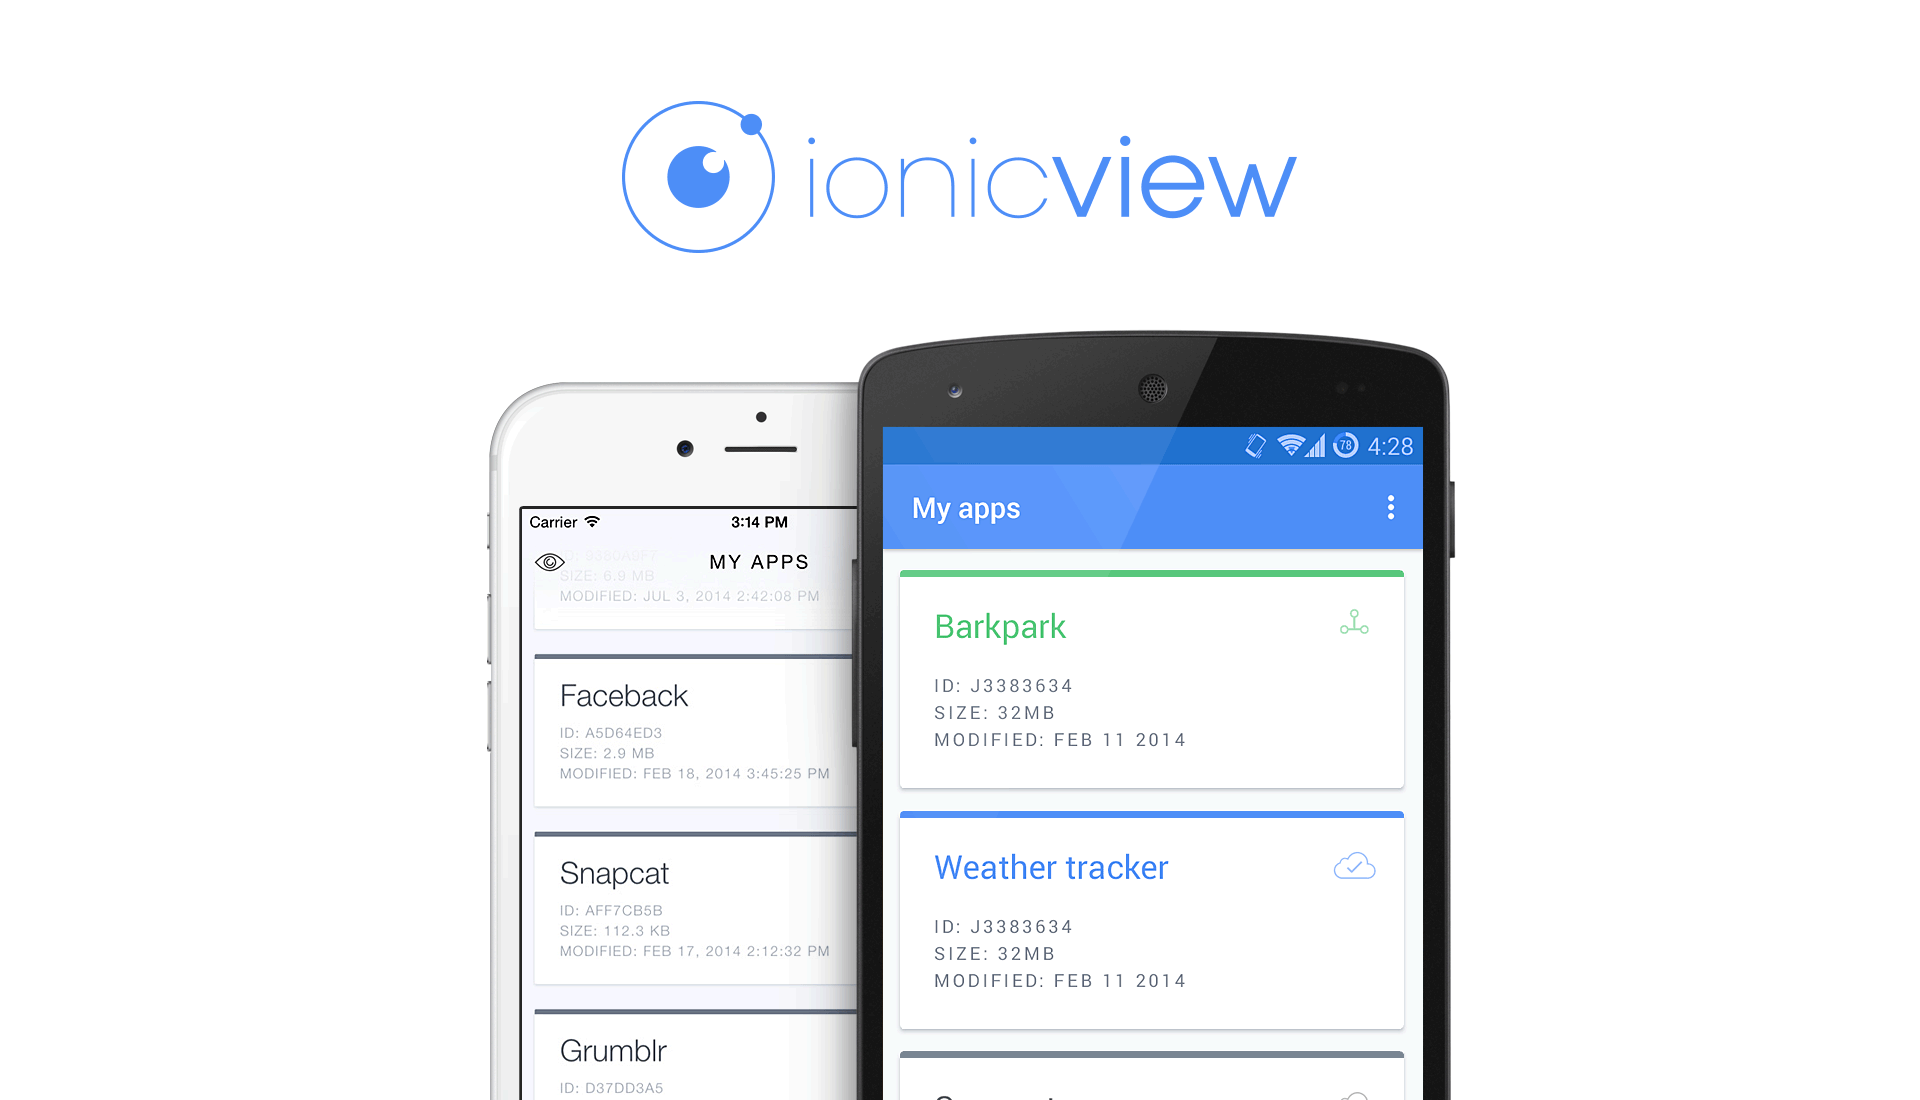 ionicview
Carrier
3:14 PM
MY APPS
ID: 9380A9F7
SIZE: 6.9 MB
MODIFIED: JUL 3, 2014 2:42:08 PM
Faceback
ID: A5D64ED3
SIZE: 2.9 MB
MODIFIED: FEB 18, 2014 3:45:25 PM
Snapcat
ID: AFF7CB5B
SIZE: 112.3 KB
MODIFIED: FEB 17, 2014 2:12:32 PM
Grumblr
ID: D37DD3A5
78 4:28
My apps
Barkpark
ID: J3383634
SIZE: 32MB
MODIFIED: FEB 11 2014
Weather tracker
ID: J3383634
SIZE: 32MB
MODIFIED: FEB 11 2014